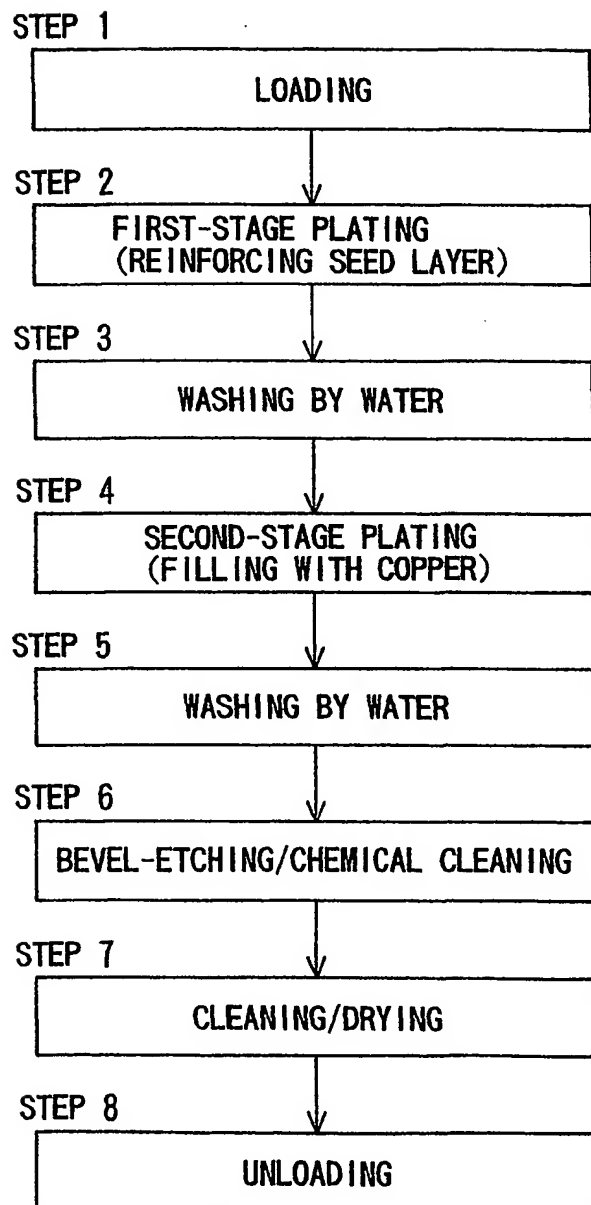 STEP 1
LOADING
STEP 2
FIRST-STAGE PLATING
(REINFORCING SEED LAYER)
STEP 3
WASHING BY WATER
STEP 4
SECOND-STAGE PLATING
(FILLING WITH COPPER)
STEP 5
WASHING BY WATER
STEP 6
BEVEL-ETCHING/CHEMICAL CLEANING
STEP 7
CLEANING/DRYING
STEP 8
UNLOADING